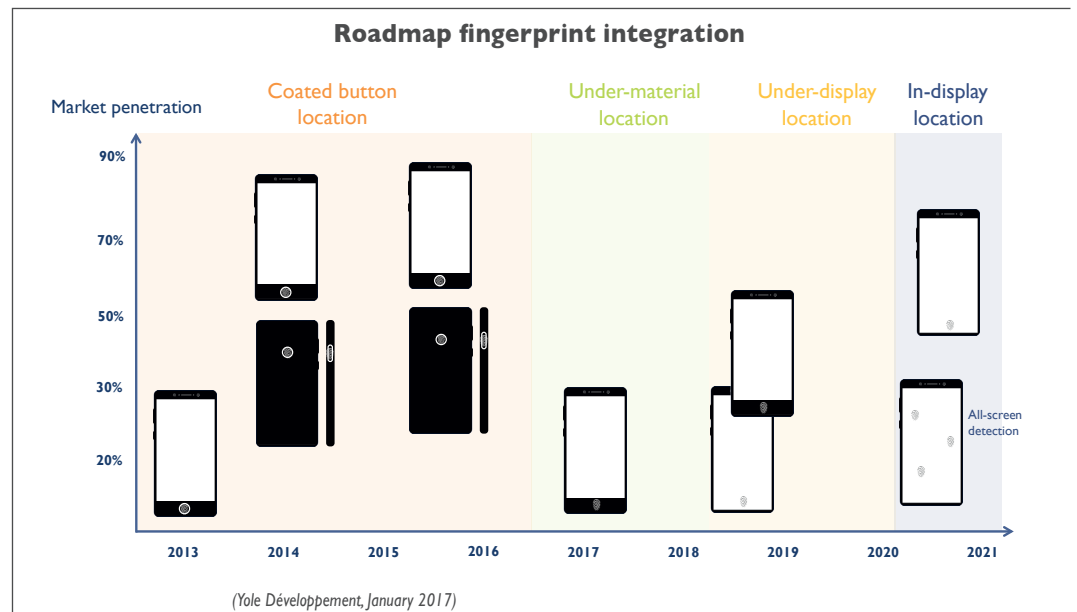 Roadmap fingerprint integration
Market penetration
Coated button
location
Under-material
location
Under-display
location
In-display
location
90%
70%
50%
30%
20%
All-screen
detection
2013
2014
2015
2016
2017
2018
2019
2020
2021
(Yole Développement, January 2017)